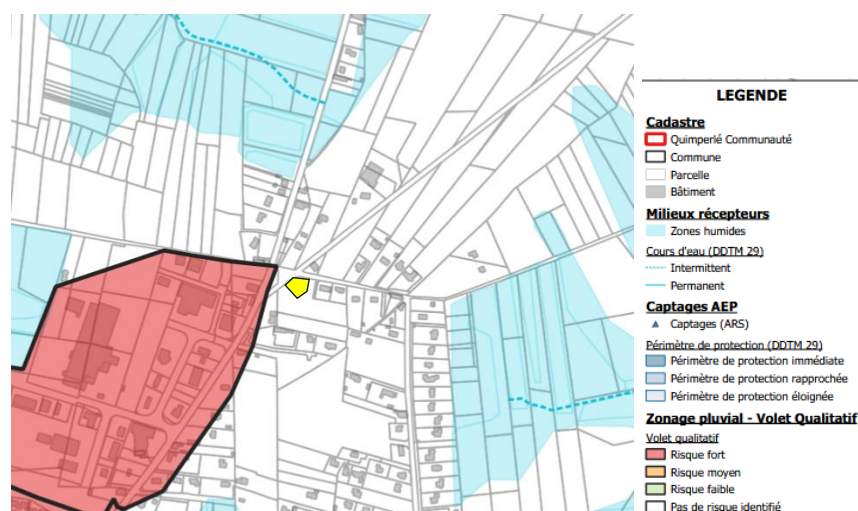 LEGENDE
Cadastre
Quimperlé Communauté
Commune
Parcelle
Bâtiment
Milieux récepteurs
Zones humides
Cours d'eau (DDTM 29)
Intermittent
Permanent
Captages AEP
Captages (ARS)
Périmètre de protection (DDTM 29)
Périmètre de protection immédiate
Périmètre de protection rapprochée
Périmètre de protection éloignée
Zonage pluvial - Volet Qualitatif
Volet qualitatif
Risque fort
Risque moyen
Risque faible
Pas de risque identifié